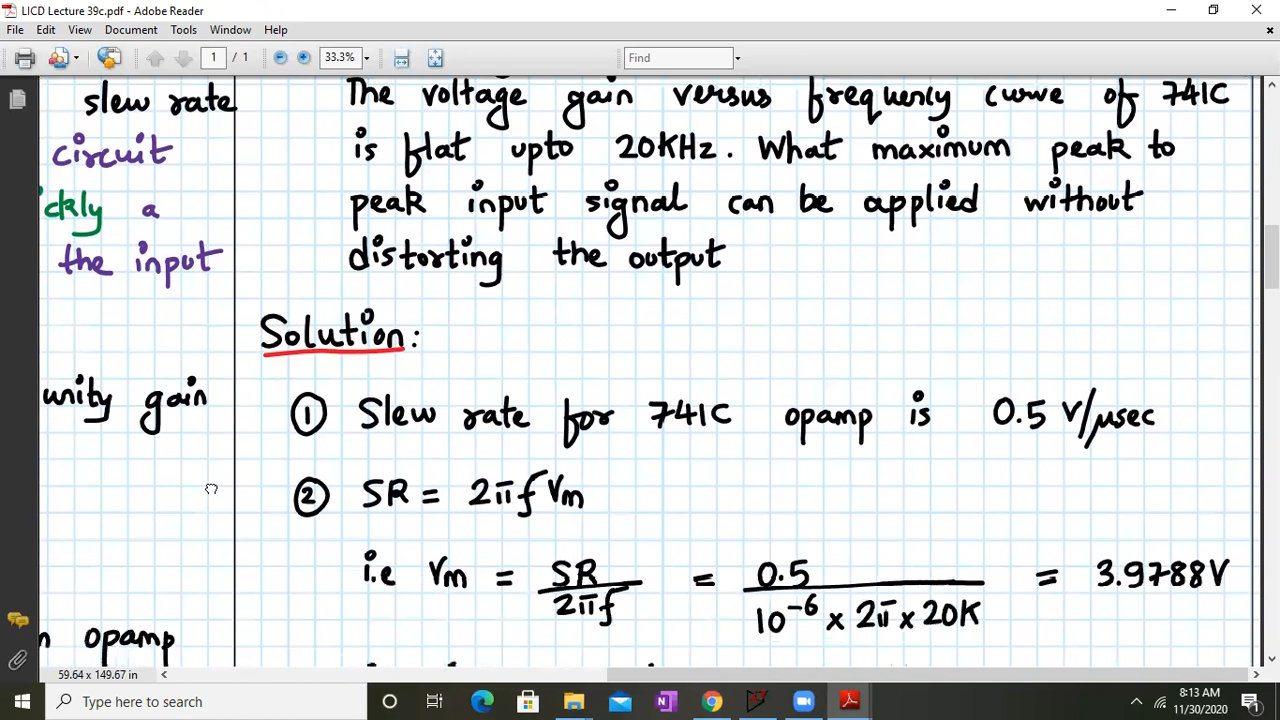 LICD Lecture 39c.pdf - Adobe Reader
File Edit View Document Tools Window Help
1 / 1 33.3% Find
slew rate
circuit
ckly a
the input
unity gain
n opamp
The voltage gain versus frequency curve of 741C
is flat upto 20KHz. What maximum peak to
peak input signal can be applied without
distorting the output
Solution:
① Slew rate for 741C opamp is 0.5 V/μsec
② SR = 2πf Vm
i.e Vm = SR / 2πf = 0.5 / 10⁻⁶ x 2π x 20K = 3.9788V
59.64 x 149.67 in
Type here to search
8:13 AM
11/30/2020